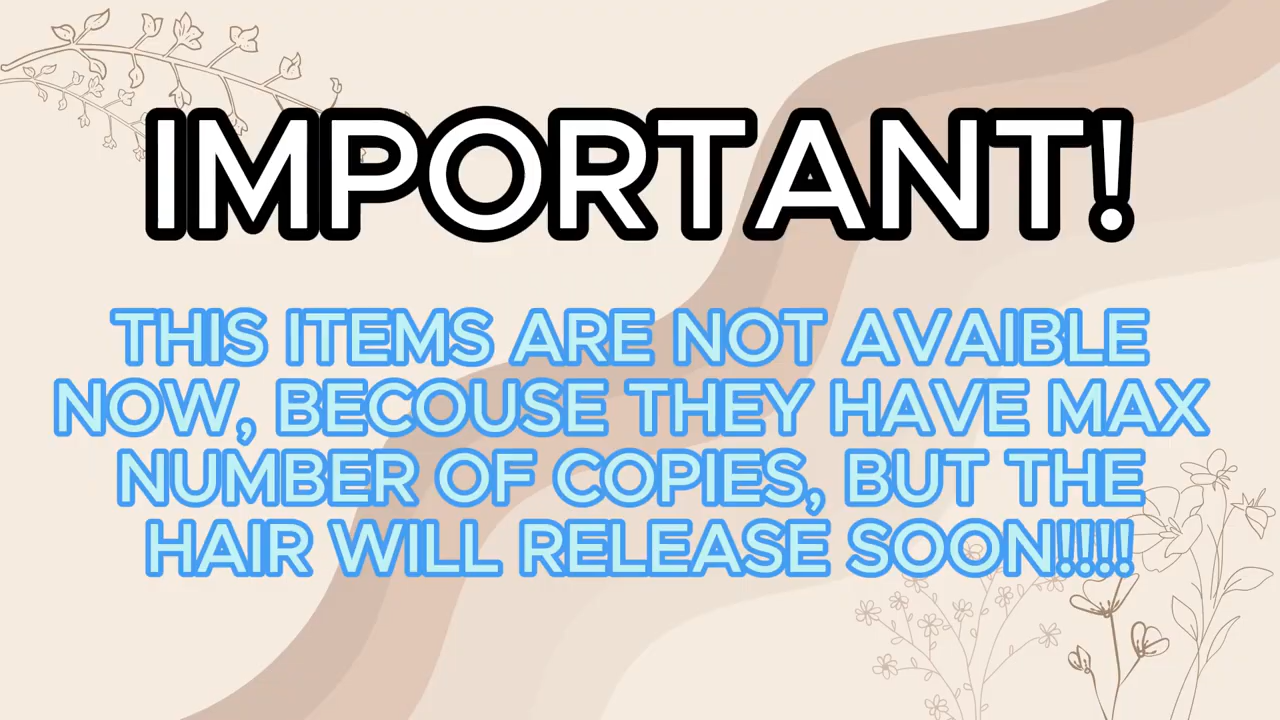 IMPORTANT!
THIS ITEMS ARE NOT AVAIBLE
NOW, BECOUSE THEY HAVE MAX
NUMBER OF COPIES, BUT THE
HAIR WILL RELEASE SOON!!!!